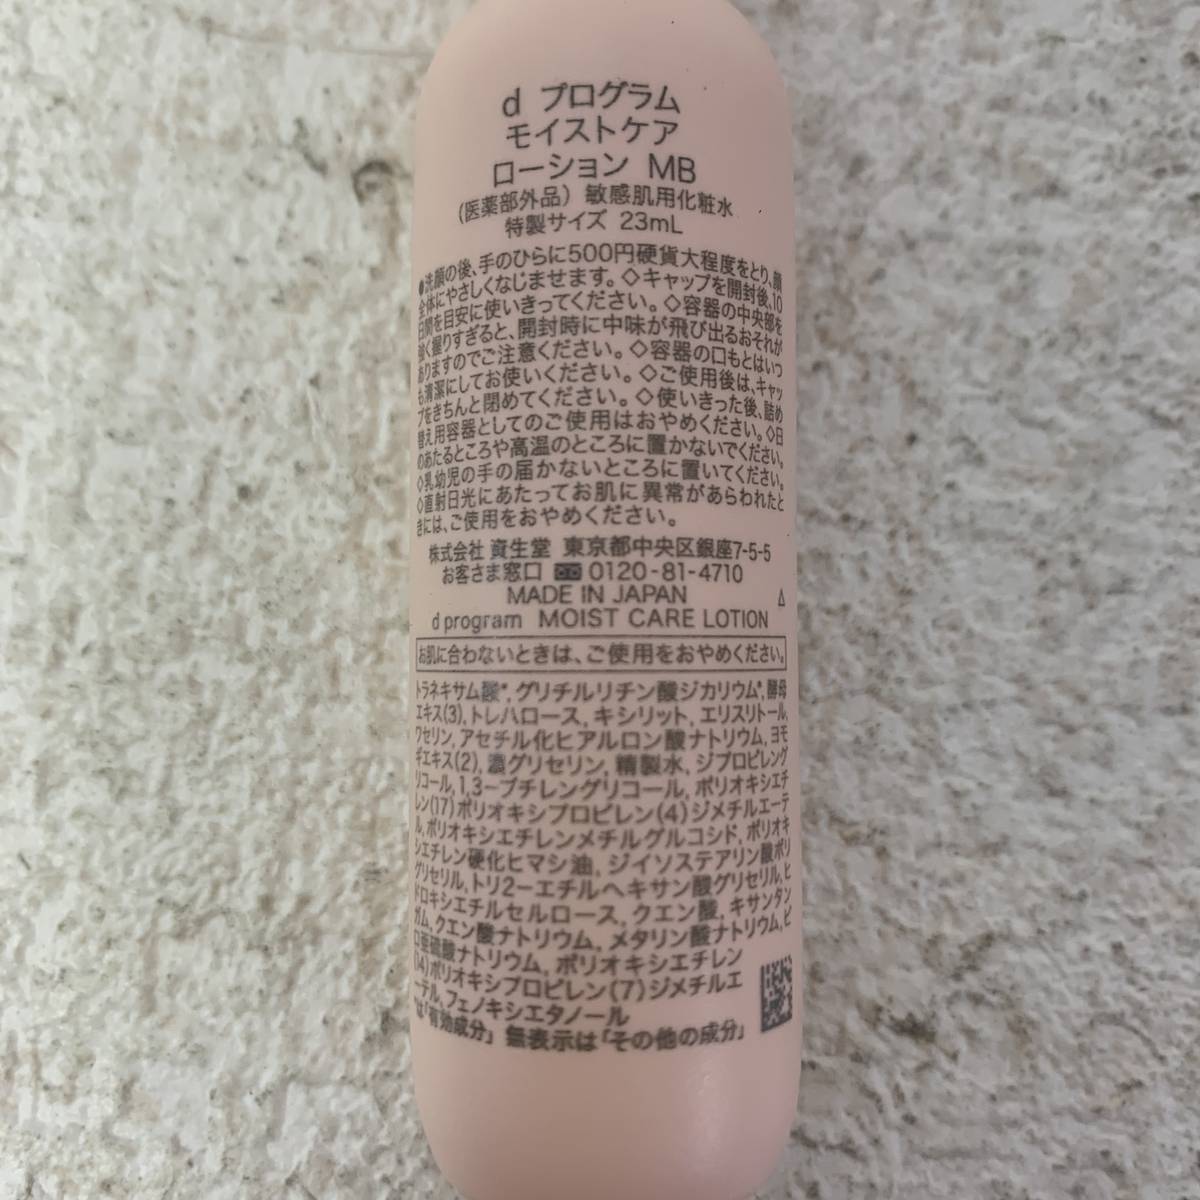 d プログラム
モイストケア
ローション MB
(医薬部外品) 敏感肌用化粧水
特製サイズ 23mL
●洗顔の後、手のひらに500円硬貨大程度をとり、顔
全体にやさしくなじませます。◇キャップを開封後、10
日間を目安に使いきってください。◇容器の中央部を
強く握りすぎると、開封時に中味が飛び出るおそれが
ありますのでご注意ください。◇容器の口もとはいつ
も清潔にしてお使いください。◇ご使用後は、キャッ
プをきちんと閉めてください。◇使いきった後、詰め
替え用容器としてのご使用はおやめください。◇日
のあたるところや高温のところに置かないでください。
◇乳幼児の手の届かないところに置いてください。
◇直射日光にあたってお肌に異常があらわれたと
きには、ご使用をおやめください。
株式会社 資生堂 東京都中央区銀座7-5-5
お客さま窓口 0120-81-4710
MADE IN JAPAN
d program MOIST CARE LOTION
お肌に合わないときは、ご使用をおやめください。
トラネキサム酸*, グリチルリチン酸ジカリウム*, 酵母
エキス(3), トレハロース, キシリット, エリスリトール,
ワセリン, アセチル化ヒアルロン酸ナトリウム, ヨモ
ギエキス(2), 濃グリセリン, 精製水, ジプロピレング
リコール, 1,3-ブチレングリコール, ポリオキシエチ
レン(17)ポリオキシプロピレン(4)ジメチルエーテ
ル, ポリオキシエチレンメチルグルコシド, ポリオキ
シエチレン硬化ヒマシ油, ジイソステアリン酸ポリ
グリセリル, トリ2-エチルヘキサン酸グリセリル, ヒ
ドロキシエチルセルロース, クエン酸, キサンタン
ガム, クエン酸ナトリウム, メタリン酸ナトリウム, ピ
ロ亜硫酸ナトリウム, ポリオキシエチレン
(14)ポリオキシプロピレン(7)ジメチルエ
ーテル, フェノキシエタノール
*は「有効成分」 無表示は「その他の成分」